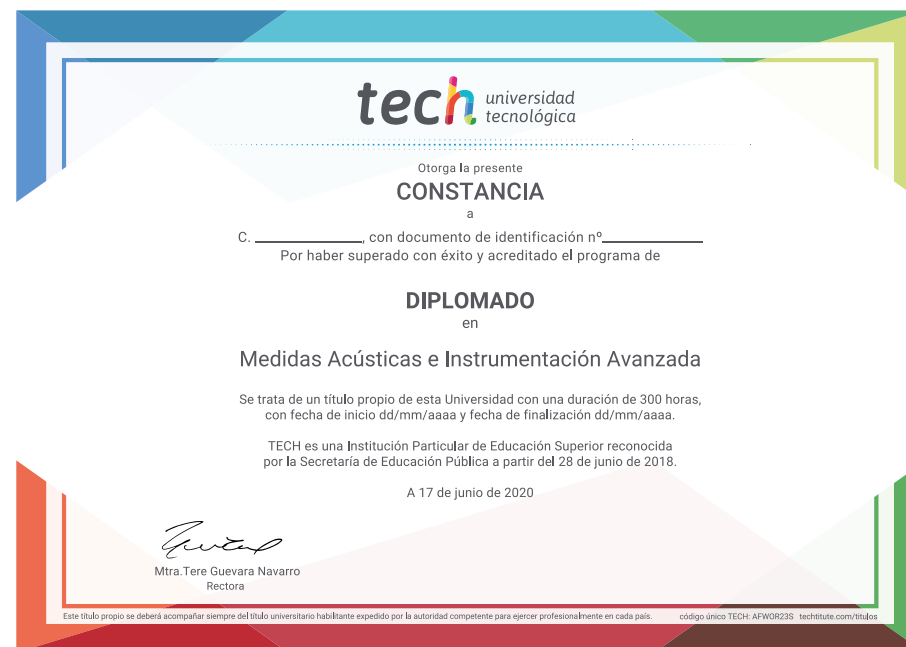 tech universidad
tecnológica
Otorga la presente
CONSTANCIA
a
C. ____________, con documento de identificación nº____________
Por haber superado con éxito y acreditado el programa de
DIPLOMADO
en
Medidas Acústicas e Instrumentación Avanzada
Se trata de un título propio de esta Universidad con una duración de 300 horas,
con fecha de inicio dd/mm/aaaa y fecha de finalización dd/mm/aaaa.
TECH es una Institución Particular de Educación Superior reconocida
por la Secretaría de Educación Pública a partir del 28 de junio de 2018.
A 17 de junio de 2020
Mtra.Tere Guevara Navarro
Rectora
Este título propio se deberá acompañar siempre del título universitario habilitante expedido por la autoridad competente para ejercer profesionalmente en cada país. código único TECH: AFWOR23S techtitute.com/titulos